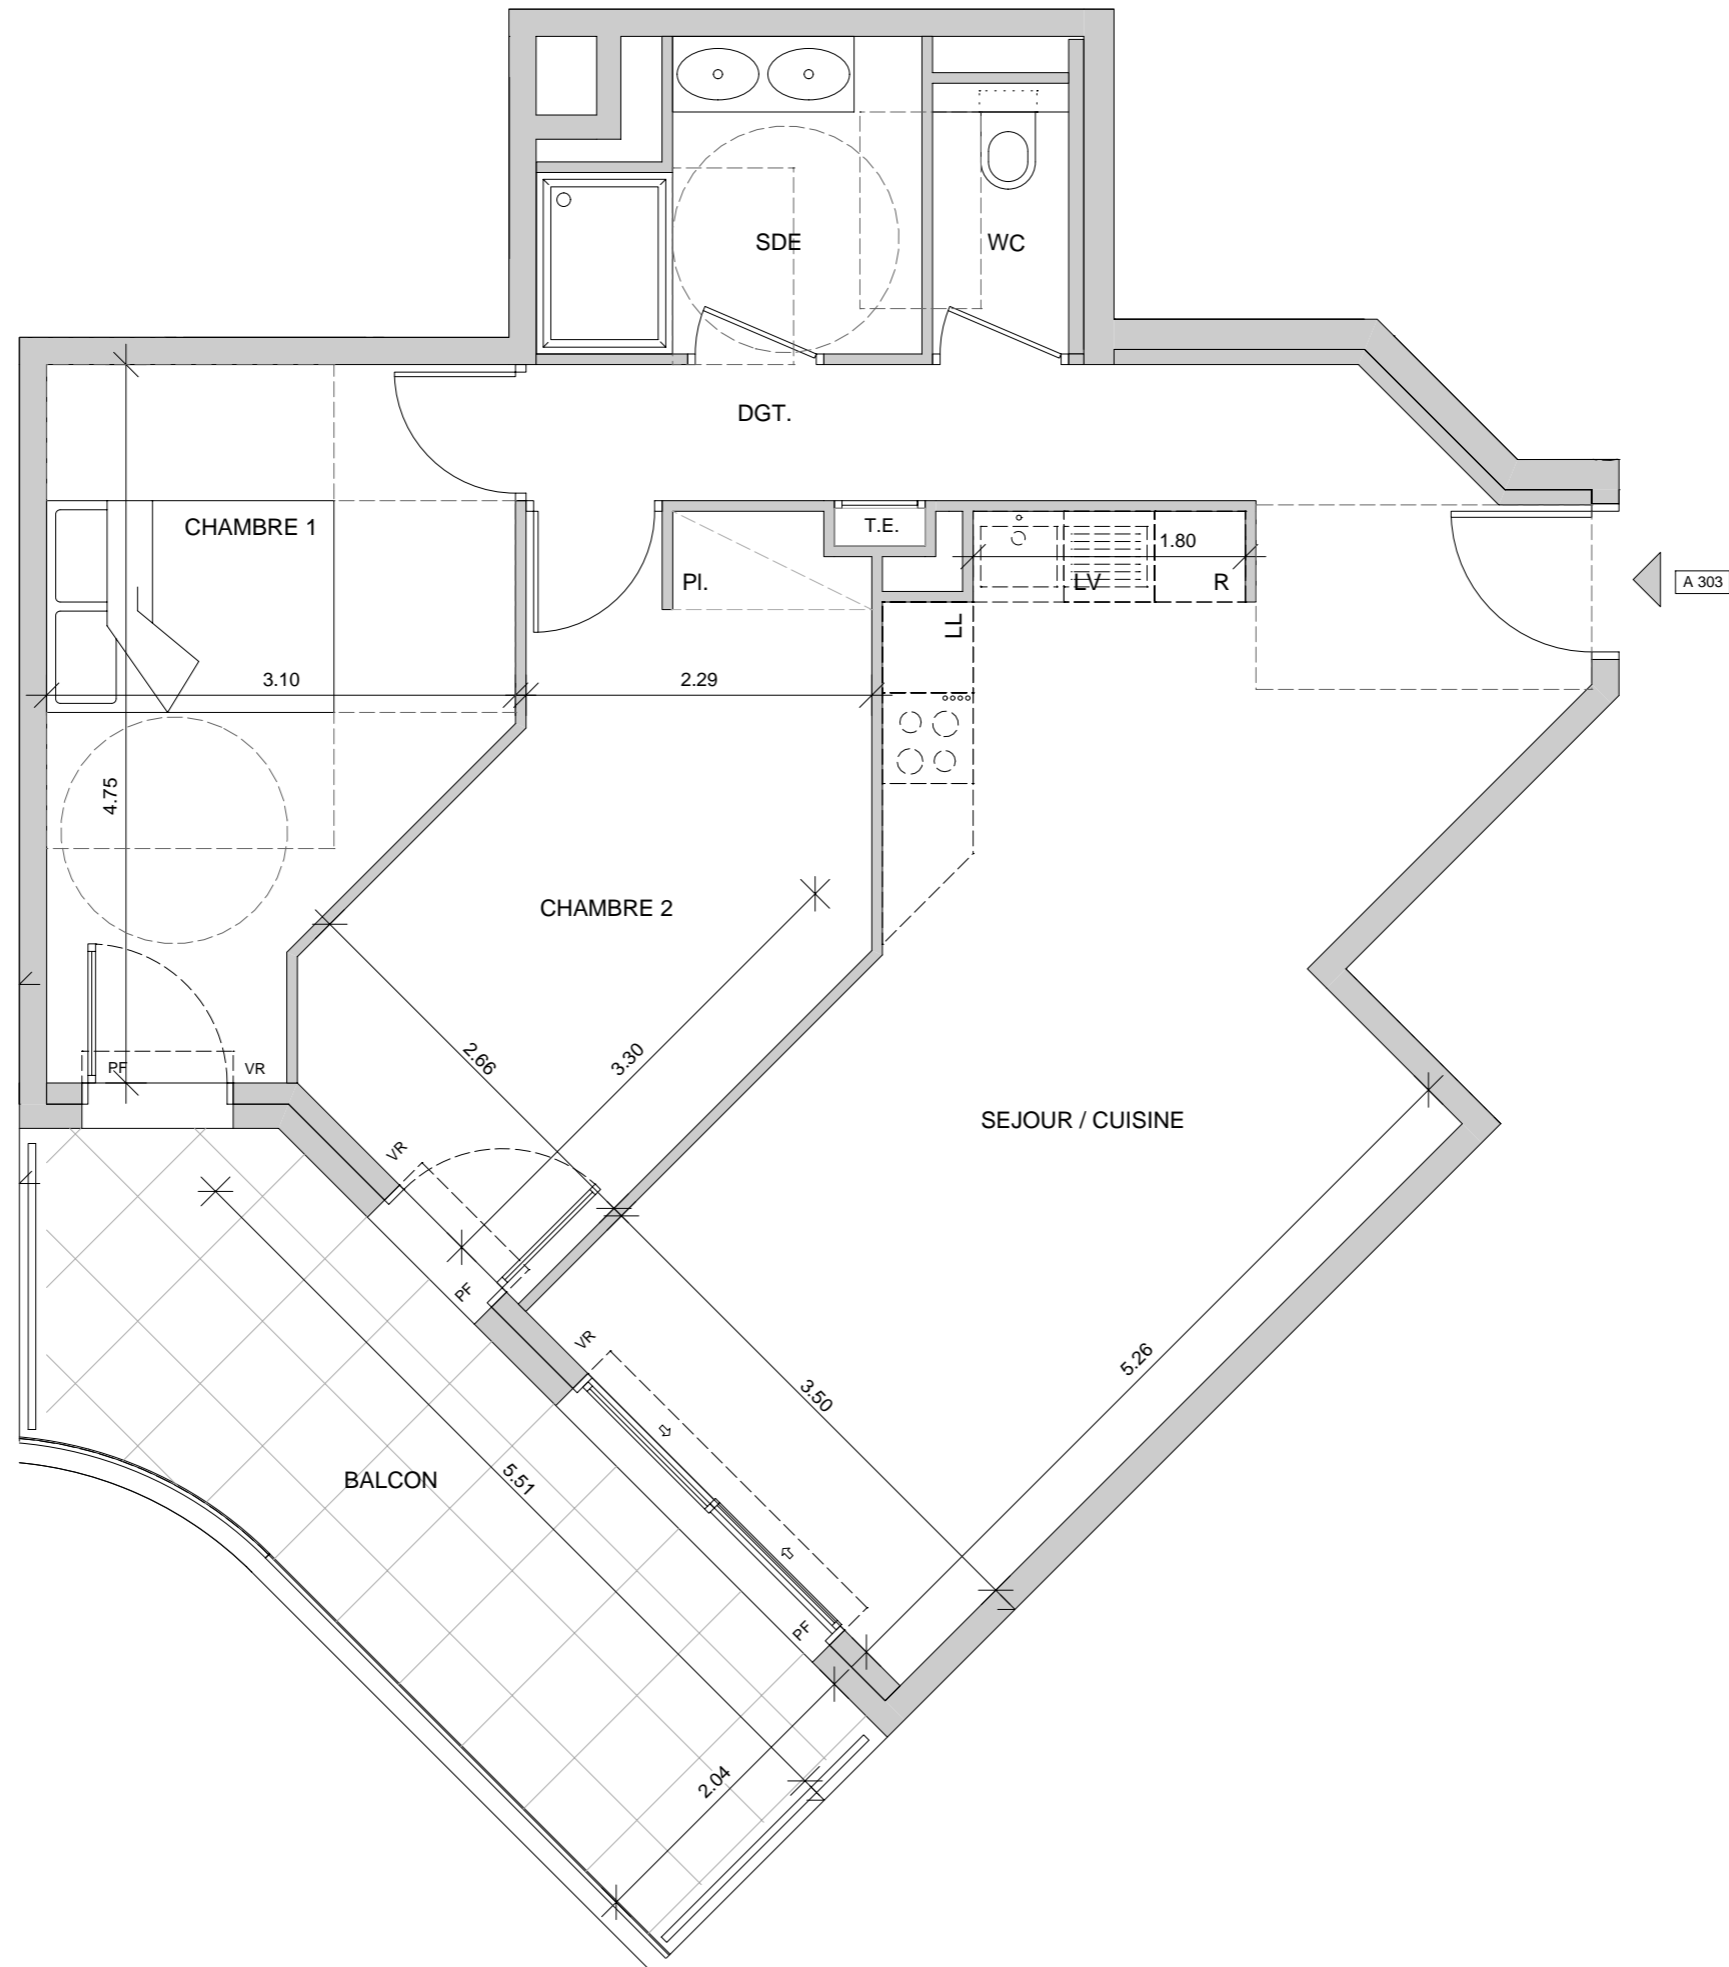 SDE
WC
DGT.
CHAMBRE 1
T.E.
1.80
Pl.
LV
R
A 303
LL
3.10
2.29
4.75
CHAMBRE 2
2.66
3.30
PF
VR
SEJOUR / CUISINE
VR
PF
VR
5.26
3.50
BALCON
5.51
PF
2.04